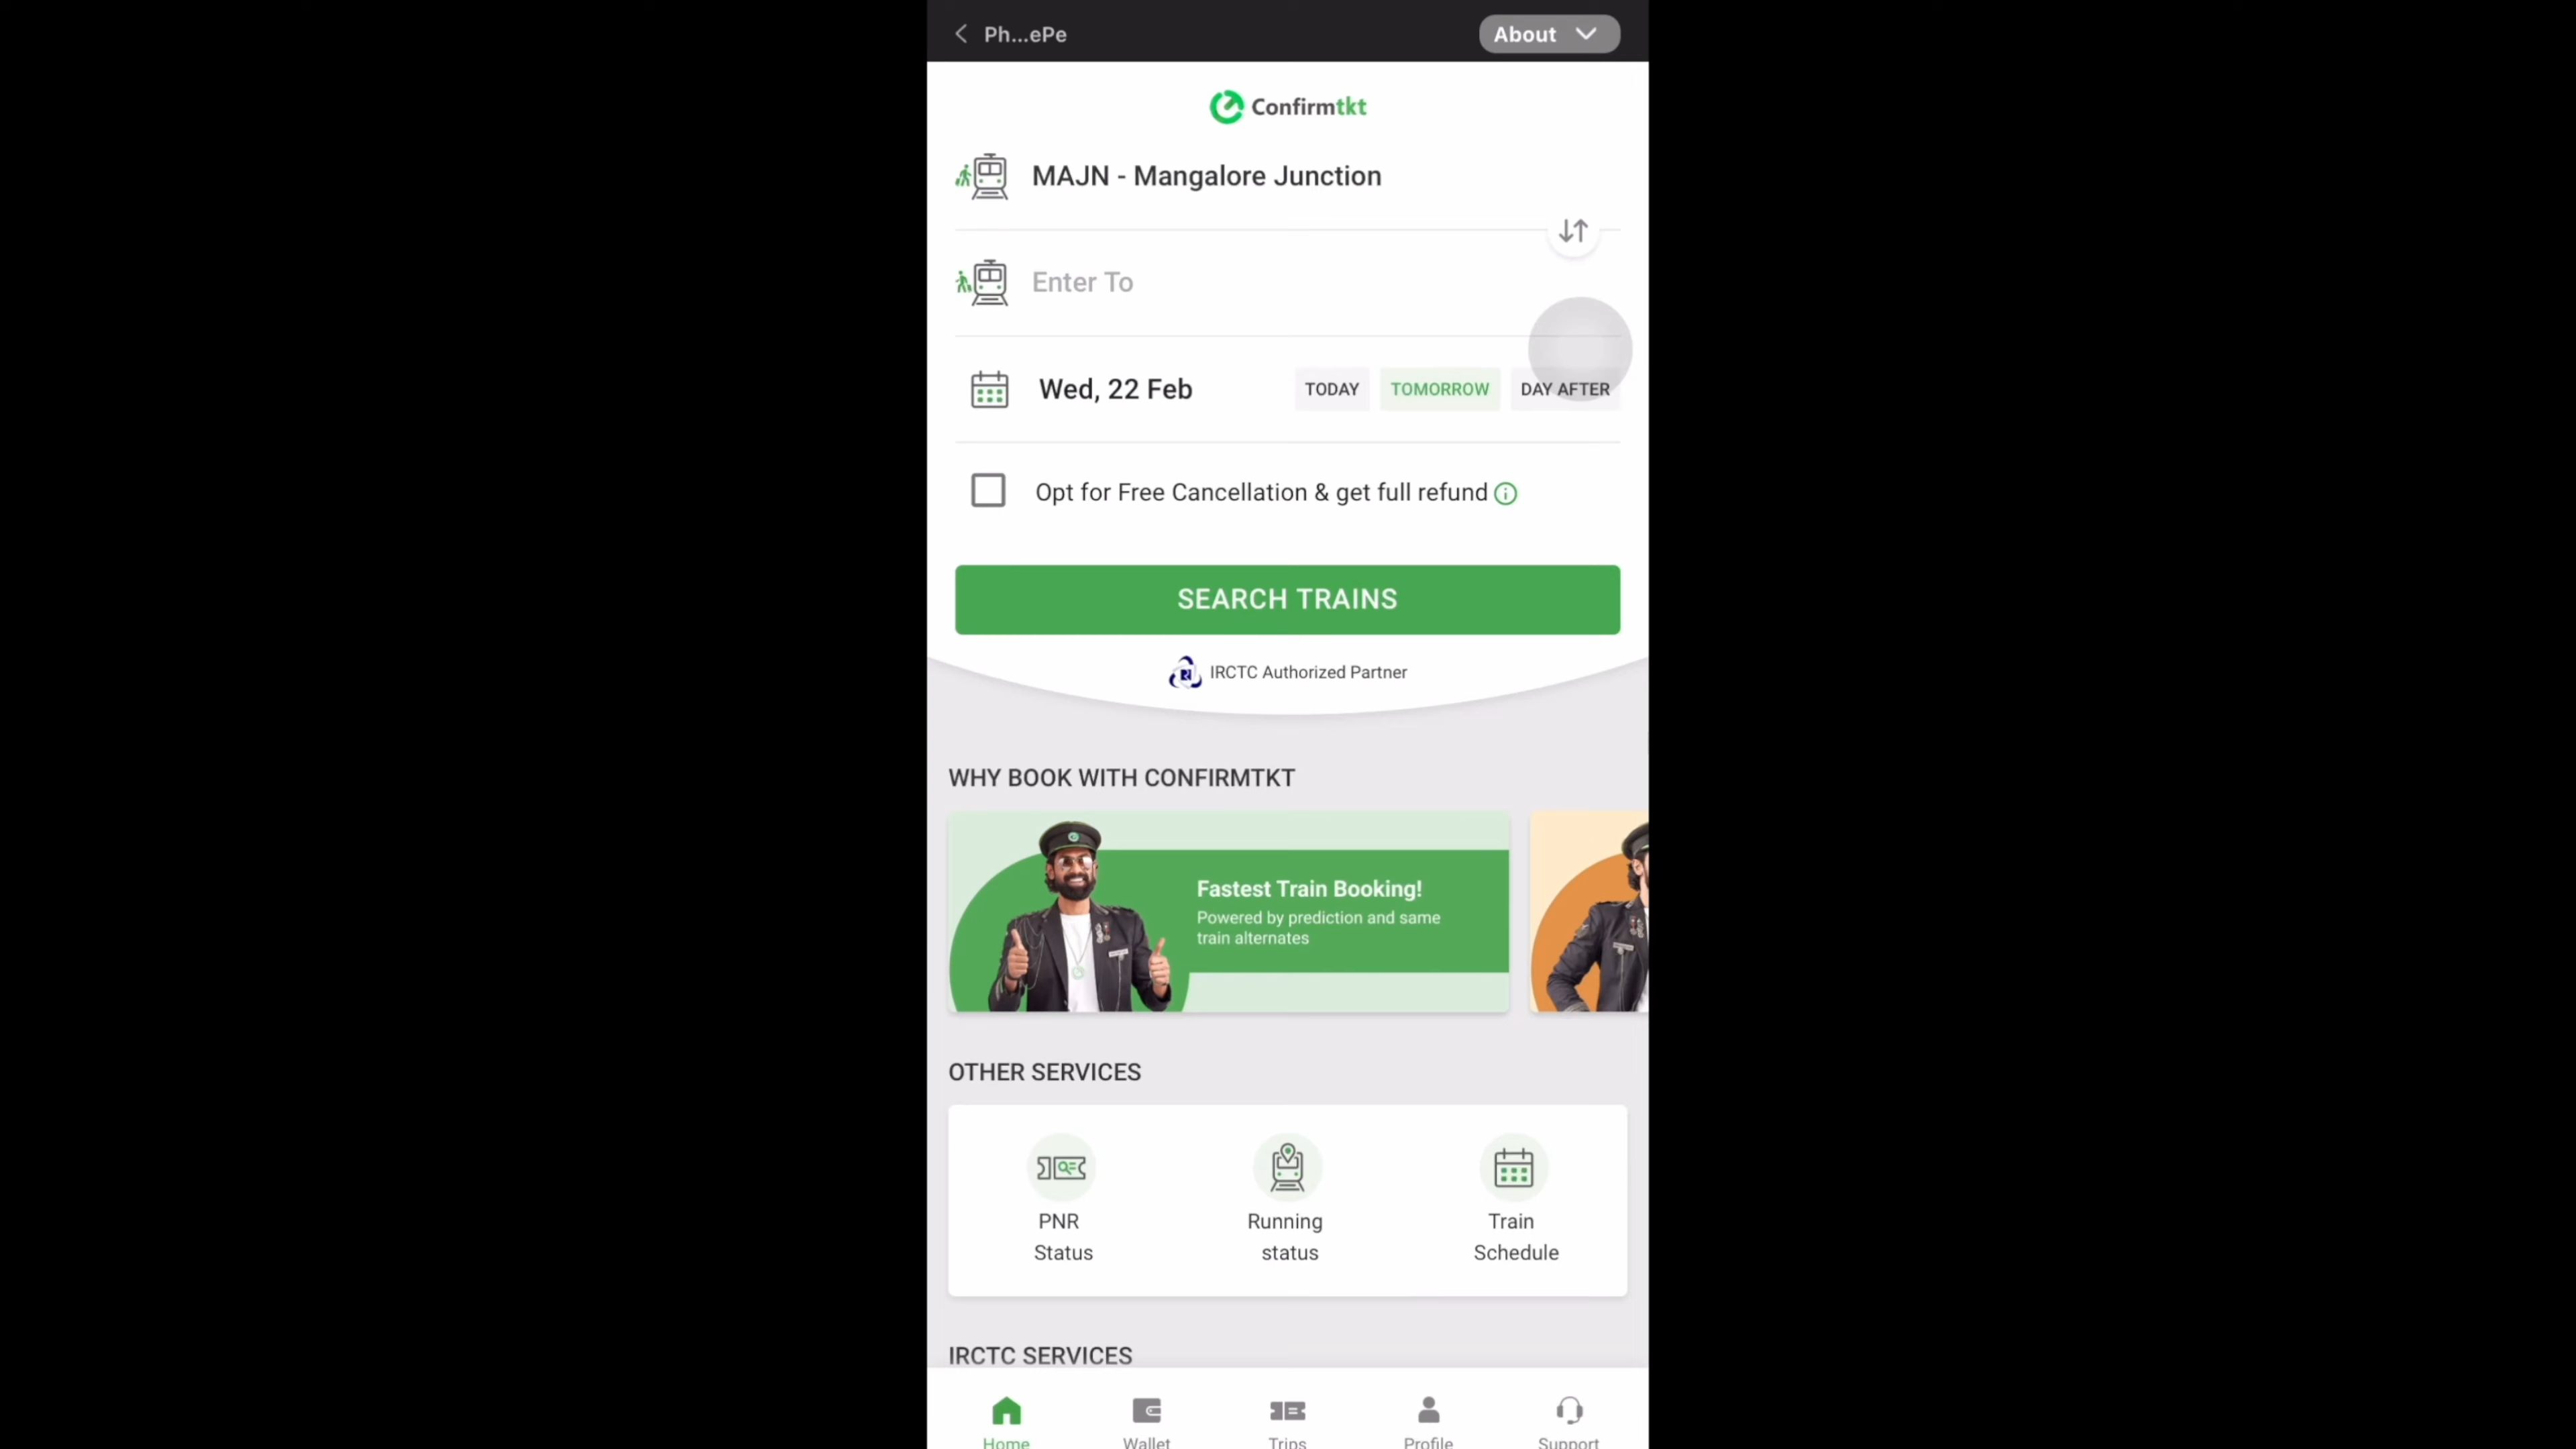 Ph...ePe
About
Confirmtkt
MAJN - Mangalore Junction
Enter To
Wed, 22 Feb
TODAY
TOMORROW
DAY AFTER
Opt for Free Cancellation & get full refund
SEARCH TRAINS
IRCTC Authorized Partner
WHY BOOK WITH CONFIRMTKT
Fastest Train Booking!
Powered by prediction and same
train alternates
OTHER SERVICES
PNR
Status
Running
status
Train
Schedule
IRCTC SERVICES
Home
Wallet
Trips
Profile
Support